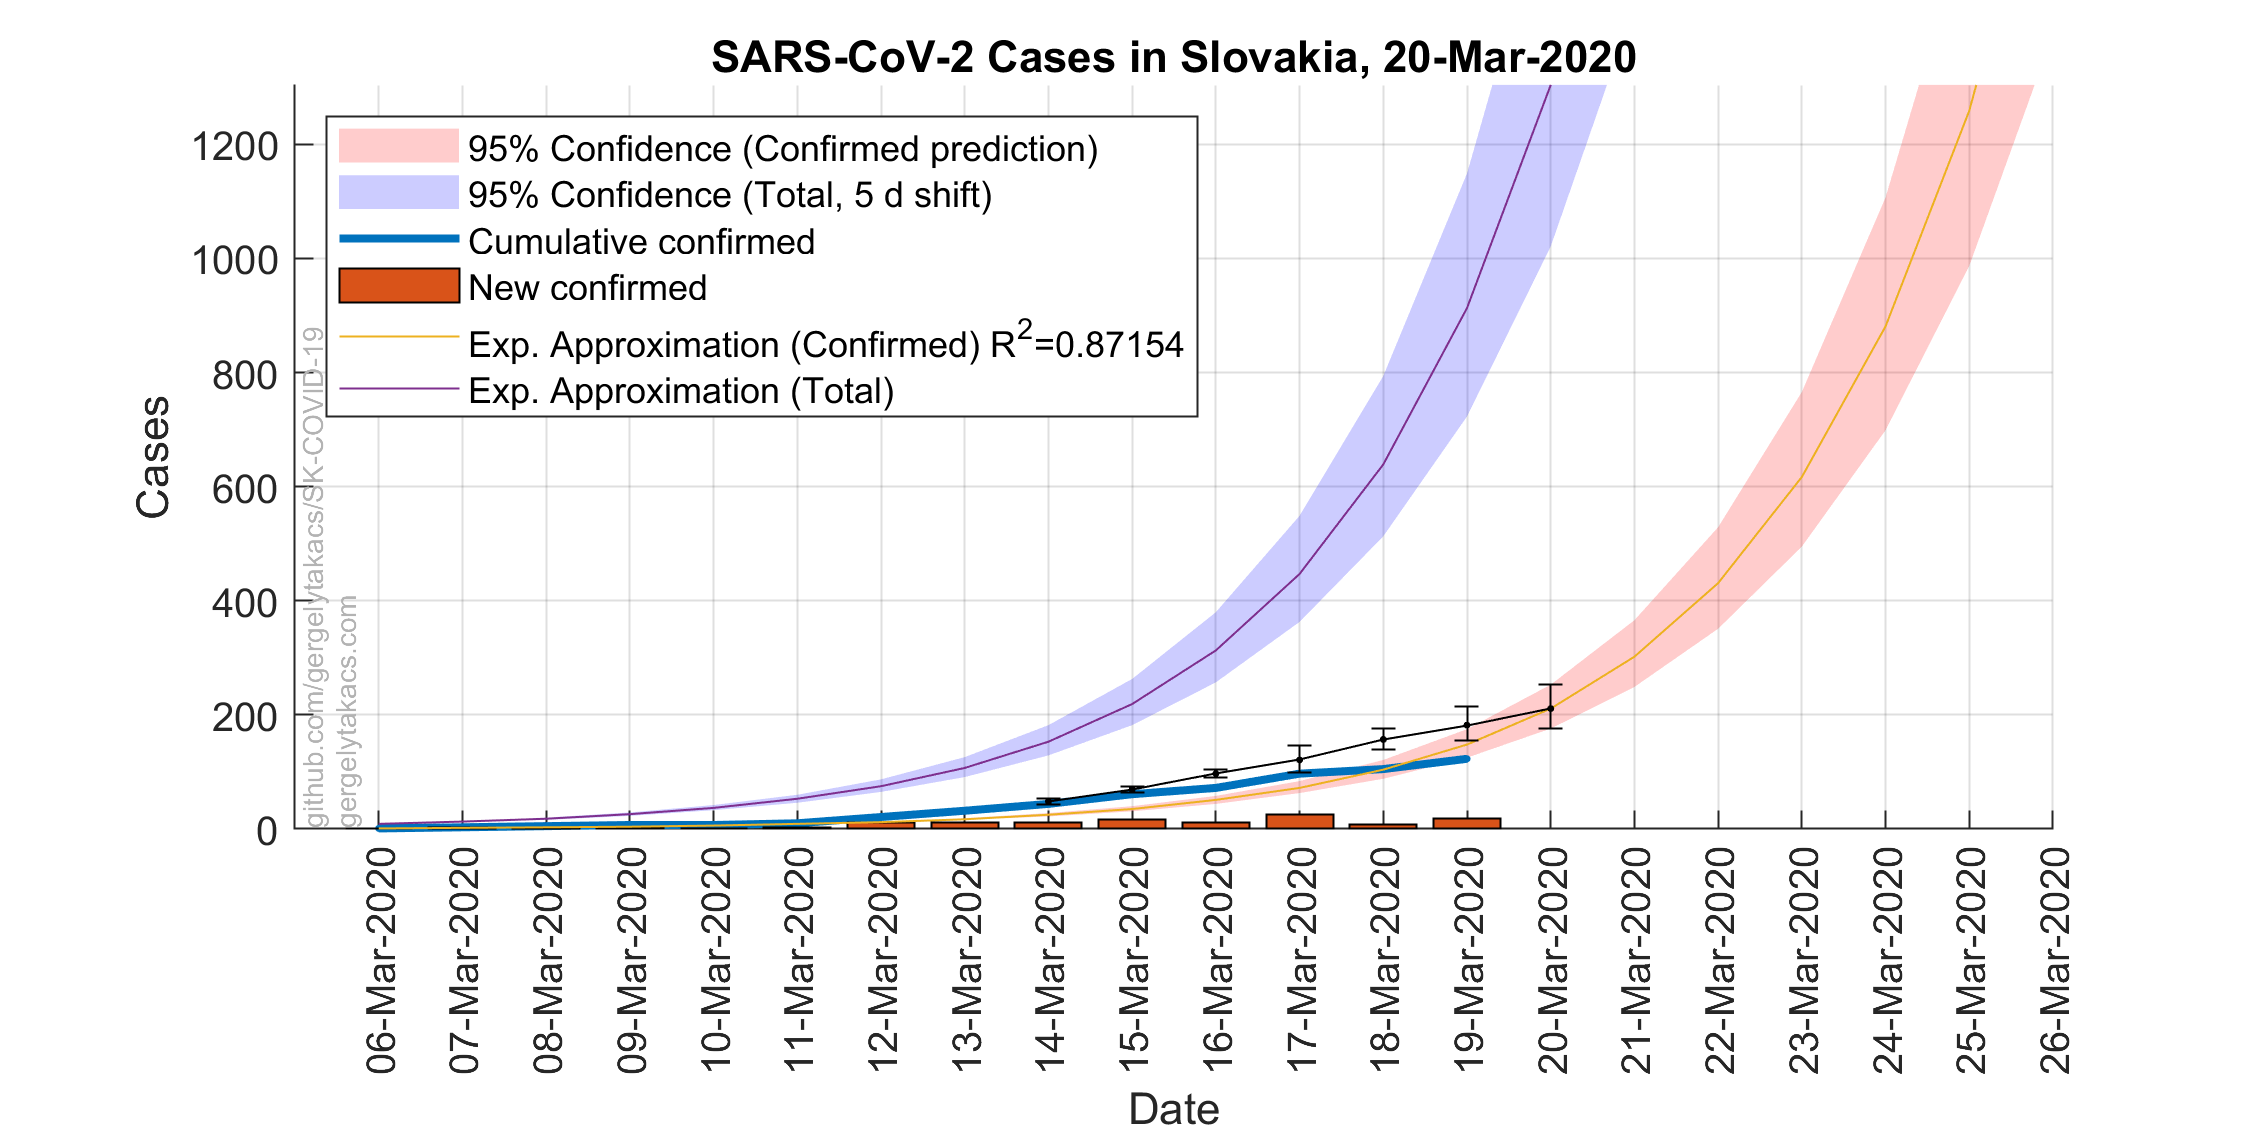 SARS-CoV-2 Cases in Slovakia, 20-Mar-2020
95% Confidence (Confirmed prediction)
95% Confidence (Total, 5 d shift)
Cumulative confirmed
New confirmed
Exp. Approximation (Confirmed) R²=0.87154
Exp. Approximation (Total)
1200
1000
800
600
400
200
0
Cases
github.com/gergelytakacs/SK-COVID-19
gergelytakacs.com
06-Mar-2020
07-Mar-2020
08-Mar-2020
09-Mar-2020
10-Mar-2020
11-Mar-2020
12-Mar-2020
13-Mar-2020
14-Mar-2020
15-Mar-2020
16-Mar-2020
17-Mar-2020
18-Mar-2020
19-Mar-2020
20-Mar-2020
21-Mar-2020
22-Mar-2020
23-Mar-2020
24-Mar-2020
25-Mar-2020
26-Mar-2020
Date